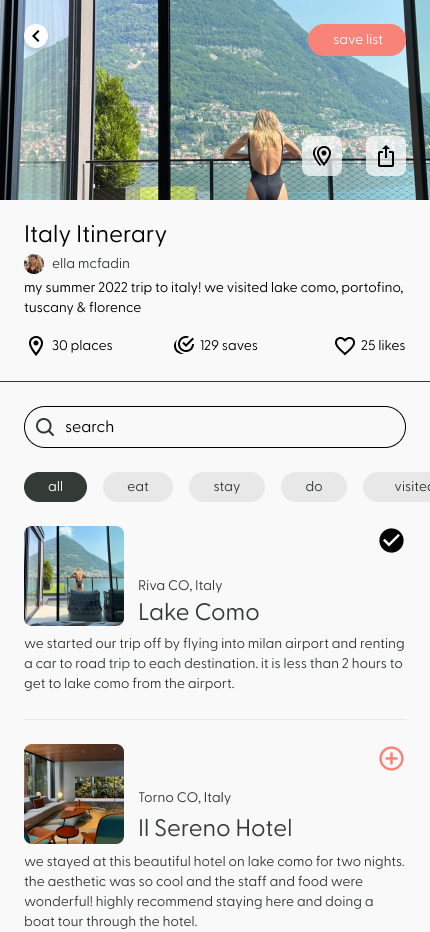 save list
Italy Itinerary
ella mcfadin
my summer 2022 trip to italy! we visited lake como, portofino,
tuscany & florence
30 places 129 saves 25 likes
search
all eat stay do visited
Riva CO, Italy
Lake Como
we started our trip off by flying into milan airport and renting
a car to road trip to each destination. it is less than 2 hours to
get to lake como from the airport.
Torno CO, Italy
Il Sereno Hotel
we stayed at this beautiful hotel on lake como for two nights.
the aesthetic was so cool and the staff and food were
wonderful! highly recommend staying here and doing a
boat tour through the hotel.